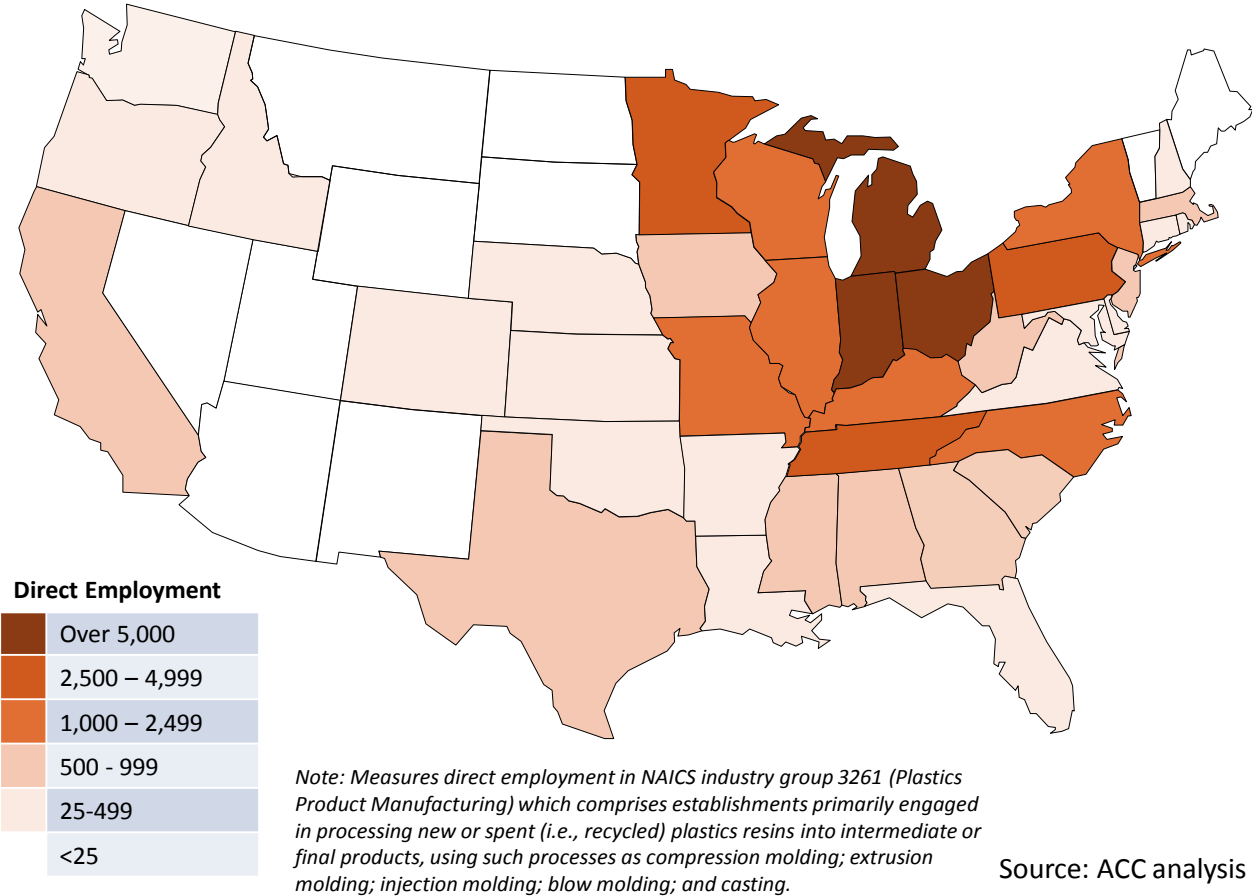 Direct Employment
Over 5,000
2,500 – 4,999
1,000 – 2,499
500 - 999
25-499
<25
Note: Measures direct employment in NAICS industry group 3261 (Plastics
Product Manufacturing) which comprises establishments primarily engaged
in processing new or spent (i.e., recycled) plastics resins into intermediate or
final products, using such processes as compression molding; extrusion
molding; injection molding; blow molding; and casting.
Source: ACC analysis